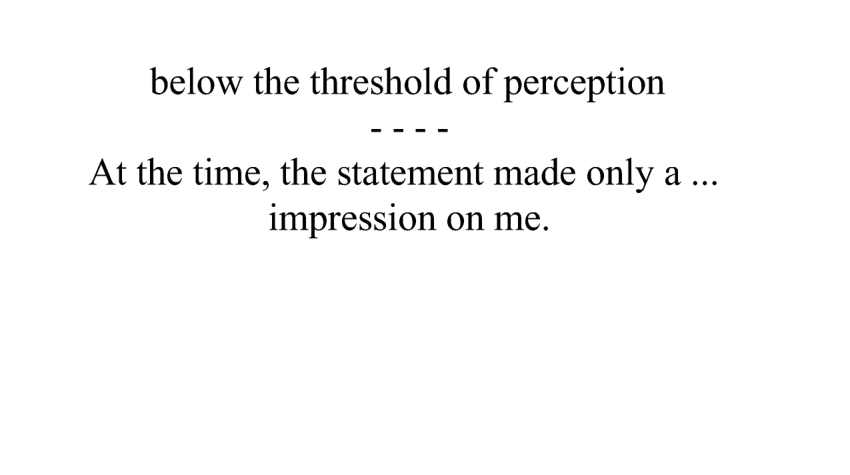 below the threshold of perception
- - - -
At the time, the statement made only a ...
impression on me.